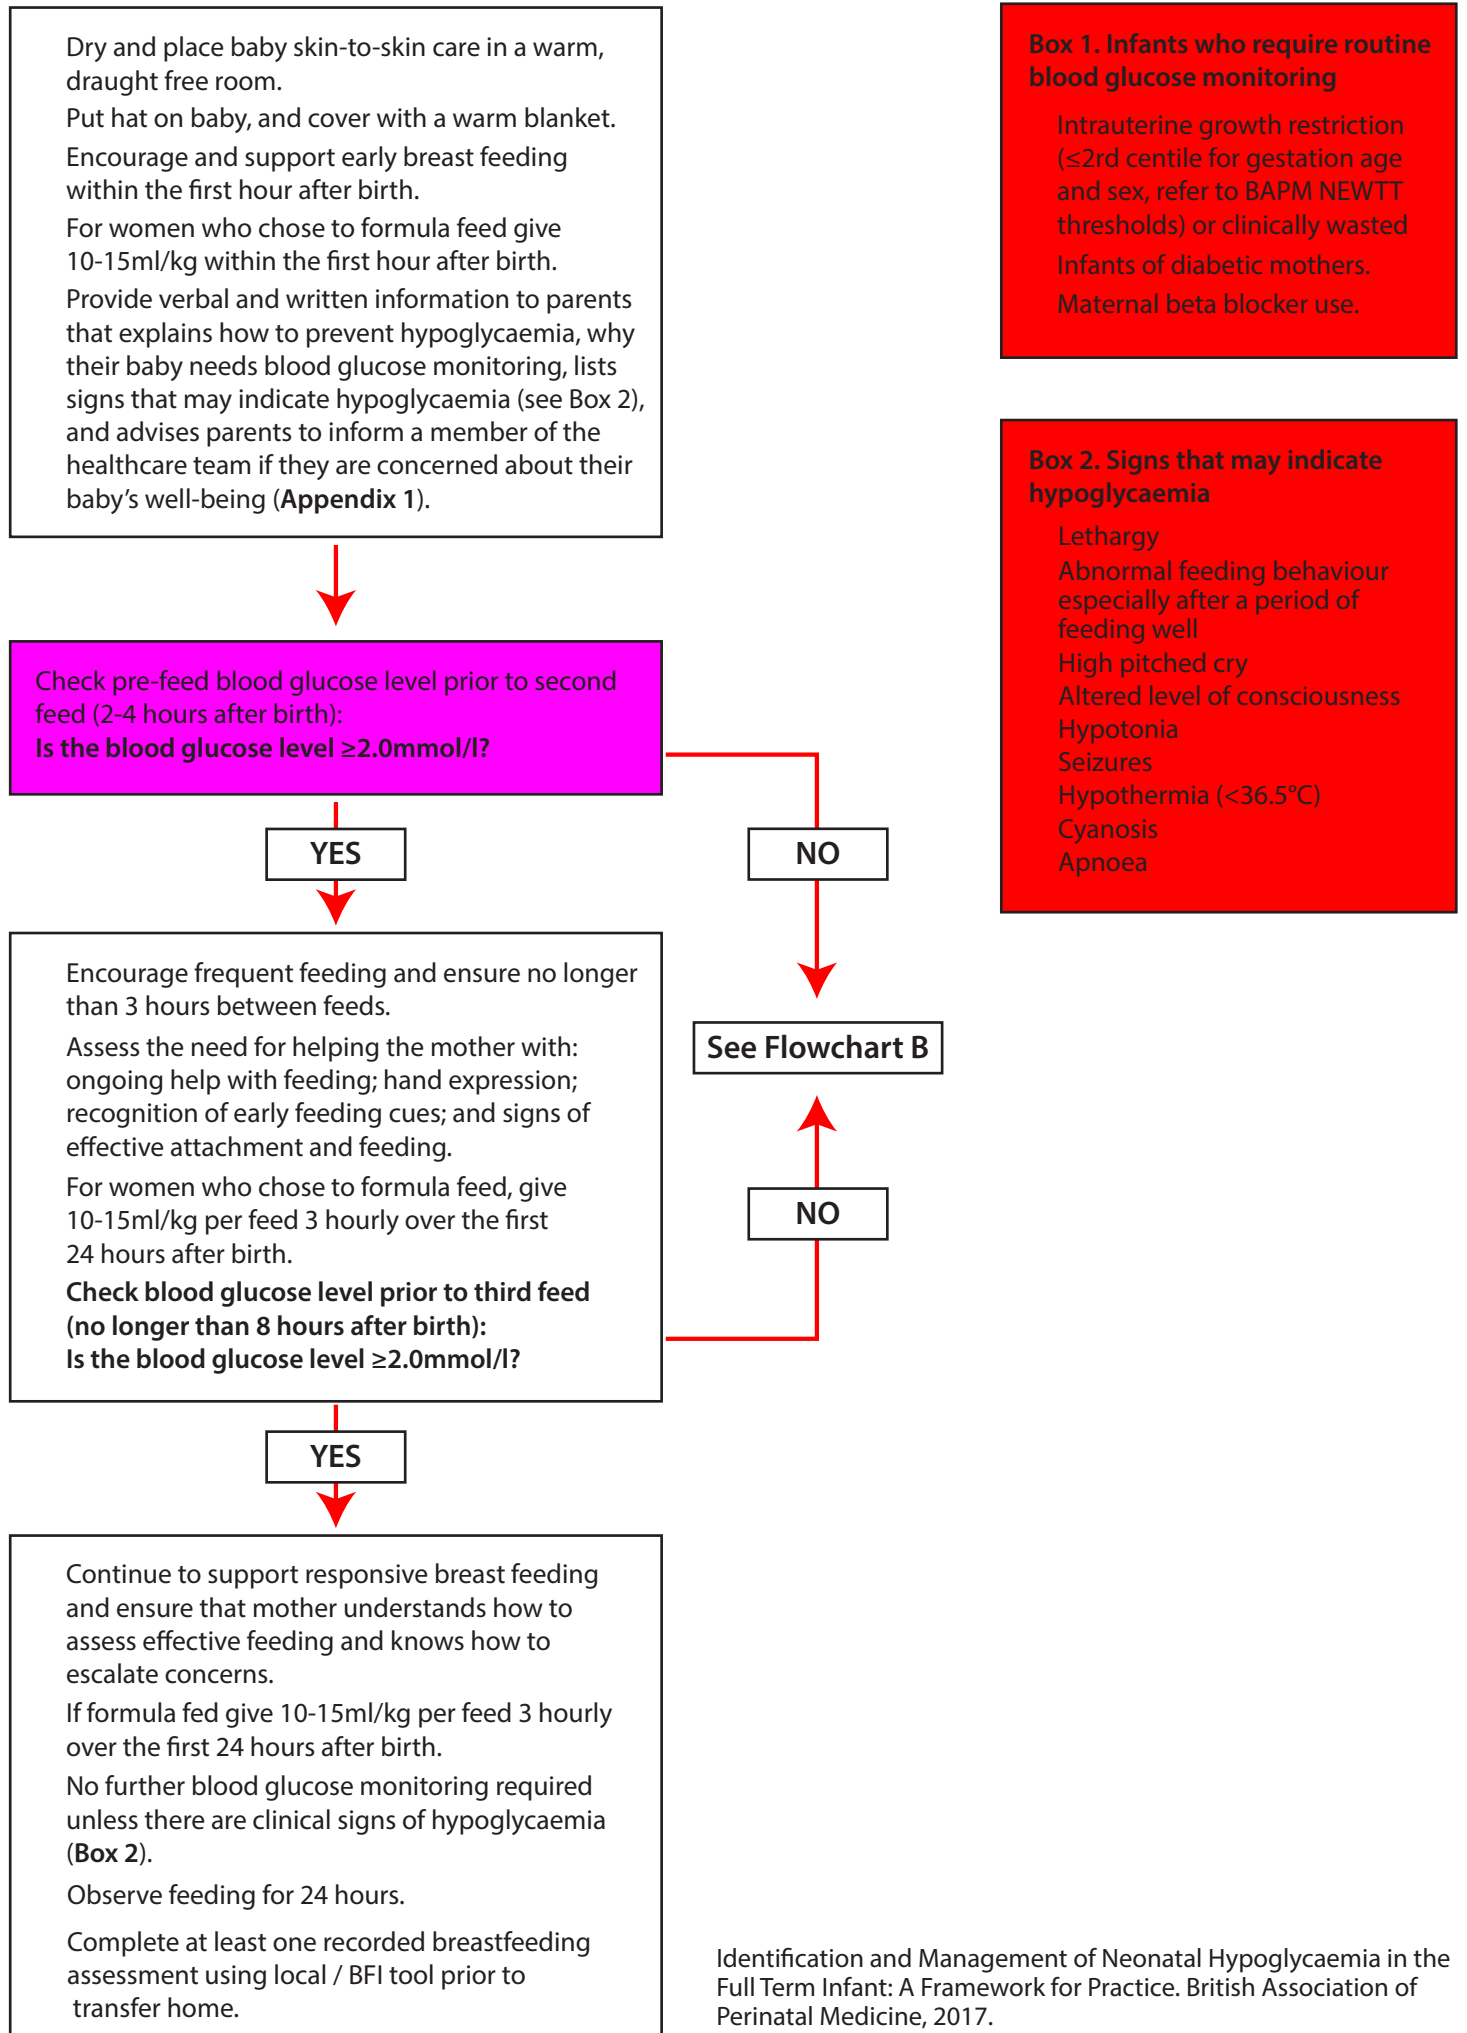 Dry and place baby skin-to-skin care in a warm,
draught free room.
Put hat on baby, and cover with a warm blanket.
Encourage and support early breast feeding
within the first hour after birth.
For women who chose to formula feed give
10-15ml/kg within the first hour after birth.
Provide verbal and written information to parents
that explains how to prevent hypoglycaemia, why
their baby needs blood glucose monitoring, lists
signs that may indicate hypoglycaemia (see Box 2),
and advises parents to inform a member of the
healthcare team if they are concerned about their
baby’s well-being (Appendix 1).
Box 1. Infants who require routine
blood glucose monitoring
Intrauterine growth restriction
(≤2rd centile for gestation age
and sex, refer to BAPM NEWTT
thresholds) or clinically wasted
Infants of diabetic mothers.
Maternal beta blocker use.
Box 2. Signs that may indicate
hypoglycaemia
Lethargy
Abnormal feeding behaviour
especially after a period of
feeding well
High pitched cry
Altered level of consciousness
Hypotonia
Seizures
Hypothermia (<36.5°C)
Cyanosis
Apnoea
Check pre-feed blood glucose level prior to second
feed (2-4 hours after birth):
Is the blood glucose level ≥2.0mmol/l?
YES
NO
Encourage frequent feeding and ensure no longer
than 3 hours between feeds.
Assess the need for helping the mother with:
ongoing help with feeding; hand expression;
recognition of early feeding cues; and signs of
effective attachment and feeding.
For women who chose to formula feed, give
10-15ml/kg per feed 3 hourly over the first
24 hours after birth.
Check blood glucose level prior to third feed
(no longer than 8 hours after birth):
Is the blood glucose level ≥2.0mmol/l?
See Flowchart B
NO
YES
Continue to support responsive breast feeding
and ensure that mother understands how to
assess effective feeding and knows how to
escalate concerns.
If formula fed give 10-15ml/kg per feed 3 hourly
over the first 24 hours after birth.
No further blood glucose monitoring required
unless there are clinical signs of hypoglycaemia
(Box 2).
Observe feeding for 24 hours.
Complete at least one recorded breastfeeding
assessment using local / BFI tool prior to
transfer home.
Identification and Management of Neonatal Hypoglycaemia in the
Full Term Infant: A Framework for Practice. British Association of
Perinatal Medicine, 2017.